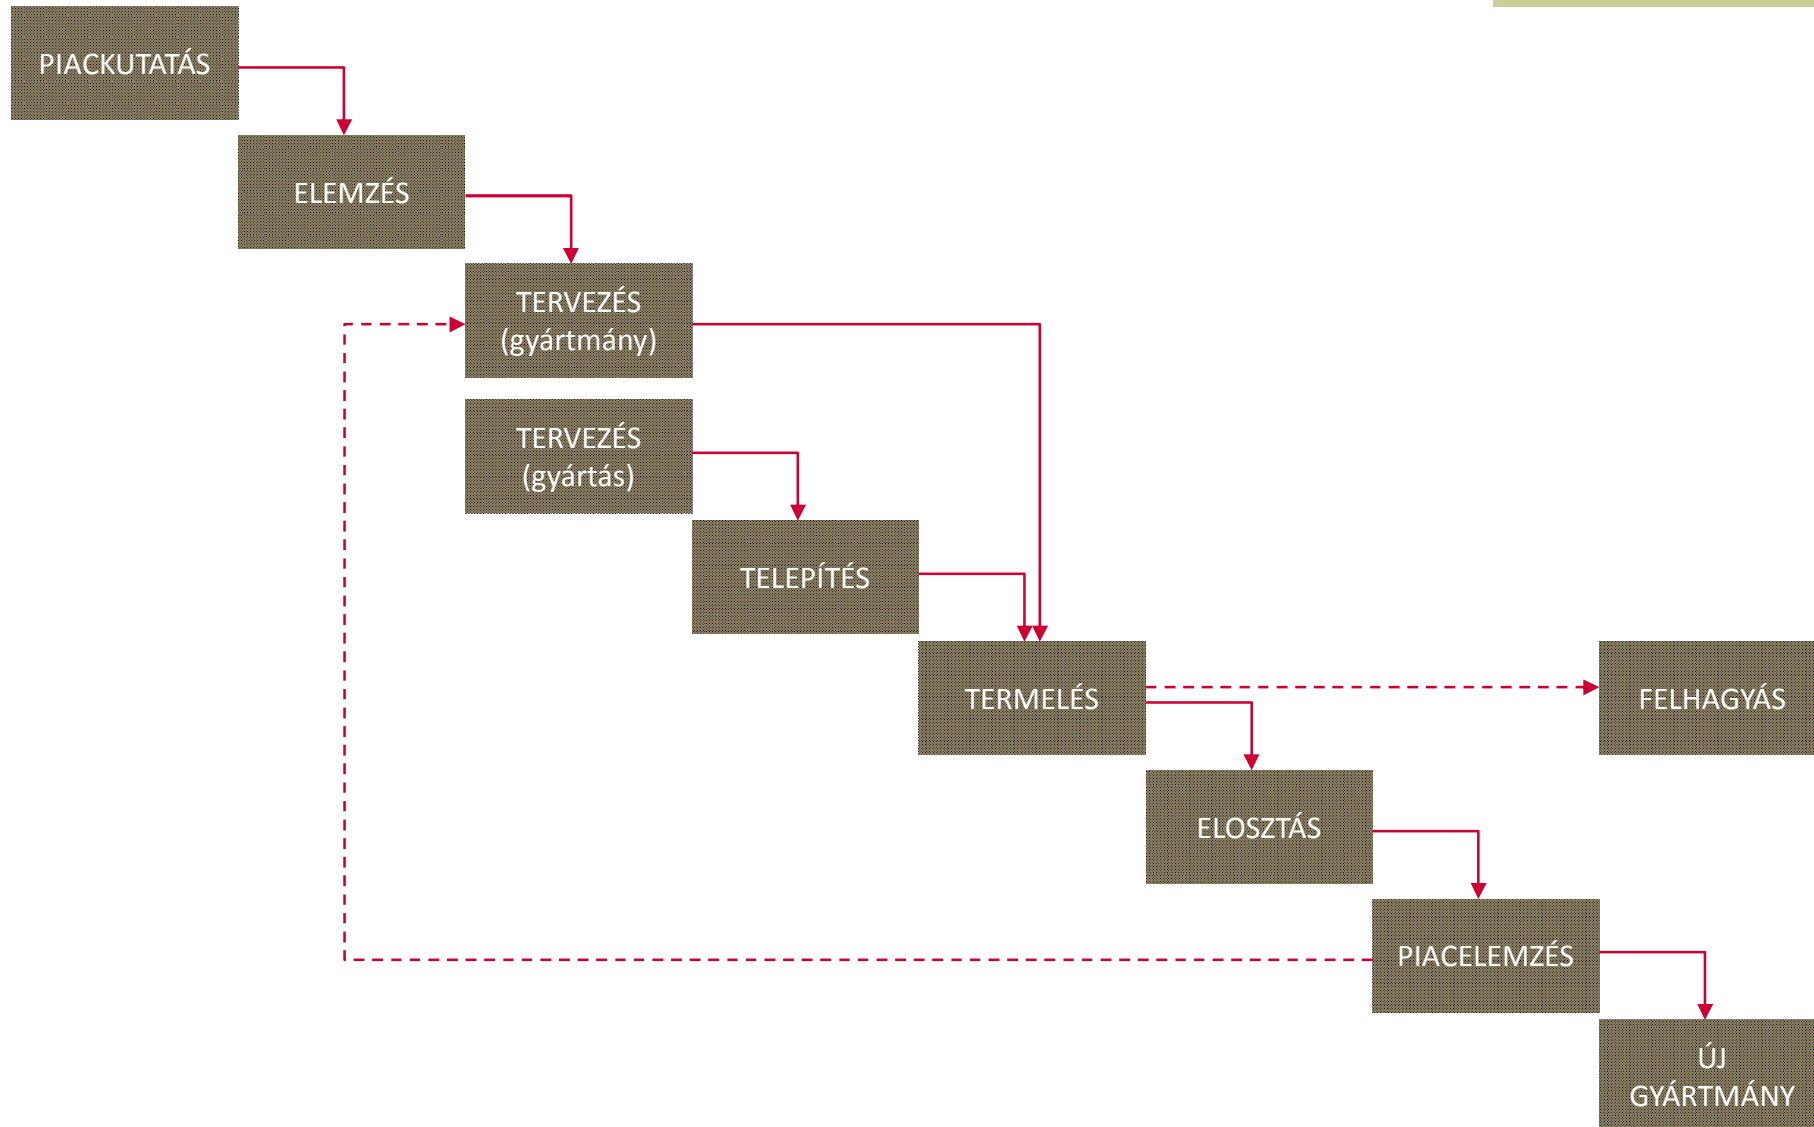 PIACKUTATÁS
ELEMZÉS
TERVEZÉS
(gyártmány)
TERVEZÉS
(gyártás)
TELEPÍTÉS
TERMELÉS
FELHAGYÁS
ELOSZTÁS
PIACELEMZÉS
ÚJ
GYÁRTMÁNY